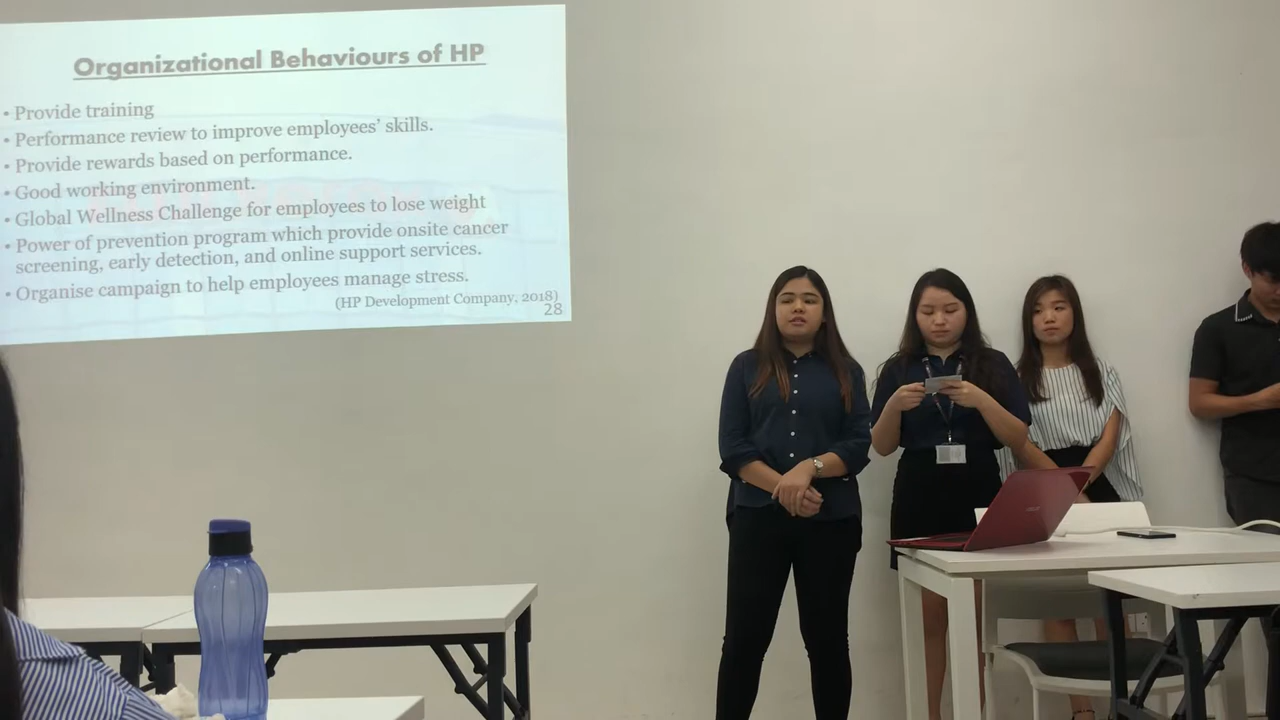 Organizational Behaviours of HP
• Provide training
• Performance review to improve employees' skills.
• Provide rewards based on performance.
• Good working environment.
• Global Wellness Challenge for employees to lose weight
• Power of prevention program which provide onsite cancer
screening, early detection, and online support services.
• Organise campaign to help employees manage stress.
(HP Development Company, 2018)
28